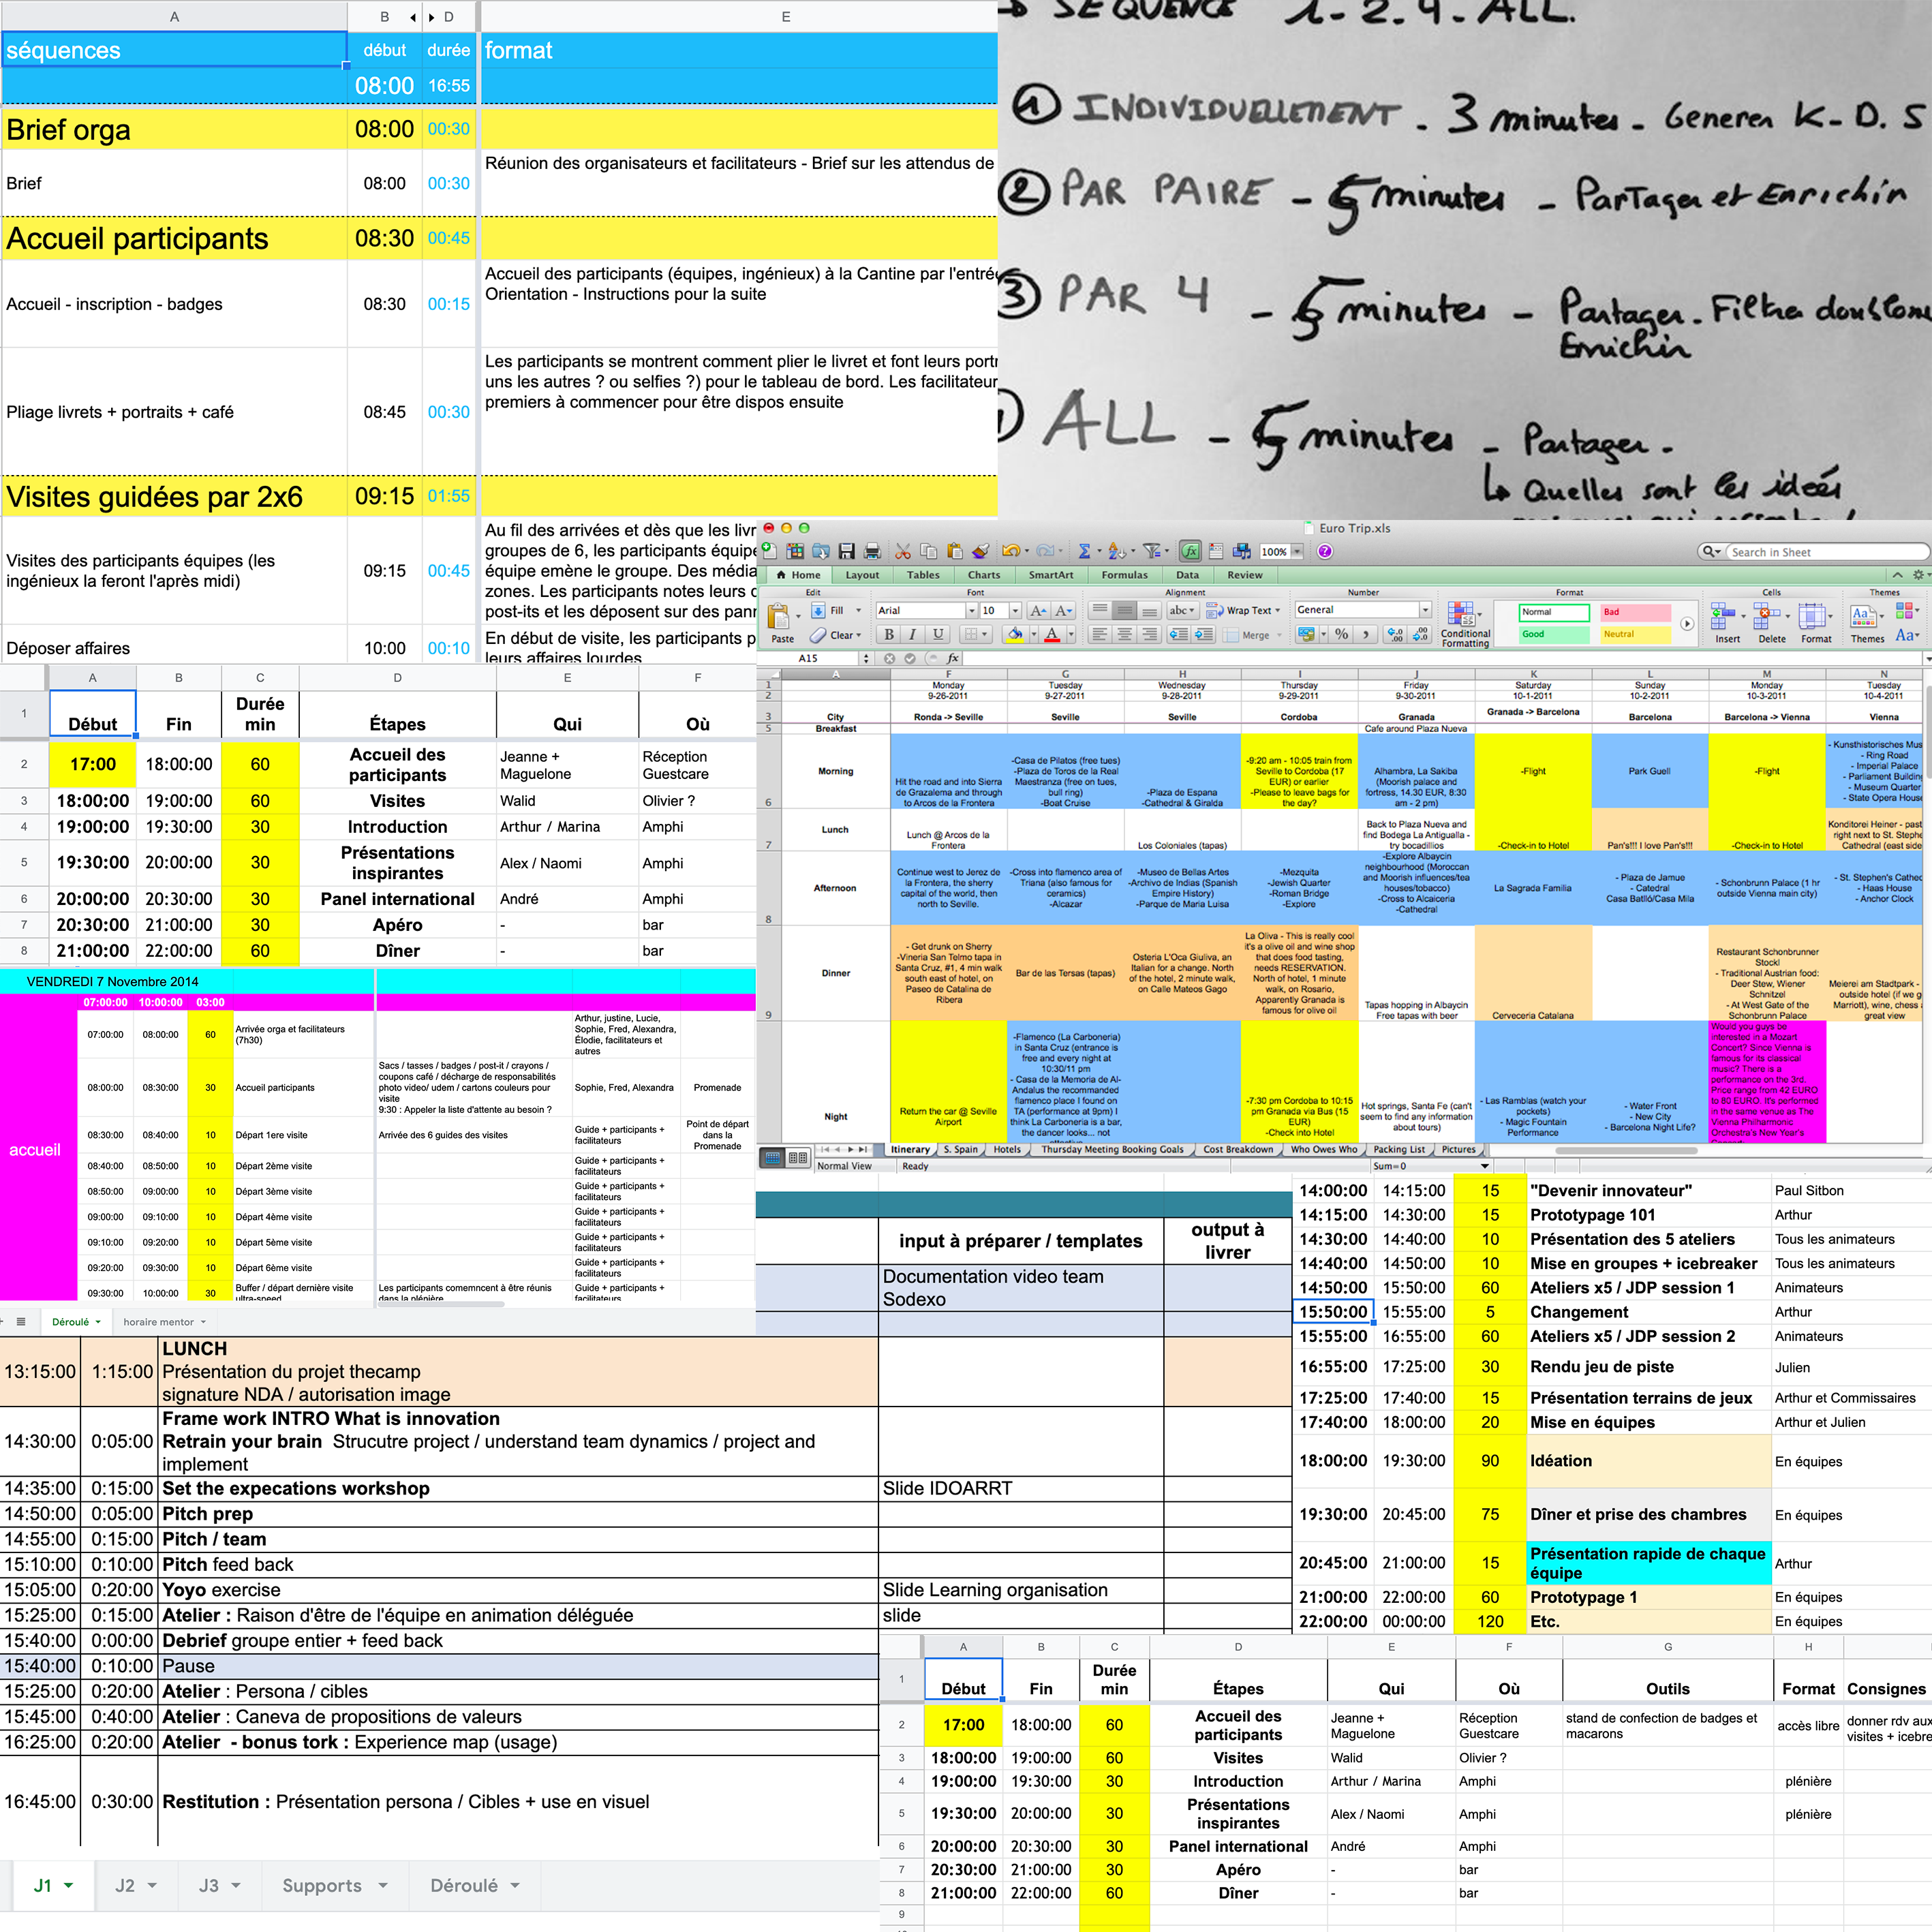 A B D E
séquences début durée format
08:00 16:55
Brief orga 08:00 00:30
Réunion des organisateurs et facilitateurs - Brief sur les attendus de
Brief 08:00 00:30
Accueil participants 08:30 00:45
Accueil des participants (équipes, ingénieux) à la Cantine par l'entré
Orientation - Instructions pour la suite
Accueil - inscription - badges 08:30 00:15
Les participants se montrent comment plier le livret et font leurs portr
uns les autres ? ou selfies ?) pour le tableau de bord. Les facilitateur
premiers à commencer pour être dispos ensuite
Pliage livrets + portraits + café 08:45 00:30
Visites guidées par 2x6 09:15 01:55
Au fil des arrivées et dès que les livr
groupes de 6, les participants équipe
équipe emène le groupe. Des média
zones. Les participants notes leurs
post-its et les déposent sur des pann
Visites des participants équipes (les
ingénieux la feront l'après midi) 09:15 00:45
Déposer affaires 10:00 00:10
En début de visite, les participants p
leurs affaires lourdes
SEQUENCE 1-2.4-ALL.
① INDIVIDUELLEMENT - 3 minutes - Generer K-D.S
② PAR PAIRE - 5 minutes - Partager et Enrichir
③ PAR 4 - 5 minutes - Partager - Filtrer
Enrichir
ALL - 5 minutes - Partager -
↳ Quelles sont les idées
Euro Trip.xls
100% Search in Sheet
Home Layout Tables Charts SmartArt Formulas Data Review
Edit Font Alignment Number Format Cells Themes
Paste Fill Clear Arial 10 A A abc Wrap Text General Conditional Formatting Normal Bad Insert Delete Format Themes Aa
B I U A Merge % Good Neutral
A15 fx
A F G H I J K L M N
1 Monday Tuesday Wednesday Thursday Friday Saturday Sunday Monday Tuesday
2 9-26-2011 9-27-2011 9-28-2011 9-29-2011 9-30-2011 10-1-2011 10-2-2011 10-3-2011 10-4-2011
3 City Ronda -> Seville Seville Seville Cordoba Granada Granada -> Barcelona Barcelona Barcelona -> Vienna Vienna
5 Breakfast Cafe around Plaza Nueva
6 Morning
Hit the road and into Sierra
de Grazalema and through
to Arcos de la Frontera
-Casa de Pilatos (free tues)
-Plaza de Toros de la Real
Maestranza (free on tues,
bull ring)
-Boat Cruise
-Plaza de Espana
-Cathedral & Giralda
-9:20 am - 10:05 train from
Seville to Cordoba (17
EUR) or earlier
-Please to leave bags for
the day?
Alhambra, La Sakiba
(Moorish palace and
fortress, 14.30 EUR, 8:30
am - 2 pm)
-Flight
Park Guell
-Flight
- Kunsthistorisches Mus
- Ring Road
- Imperial Palace
- Parliament Building
- Museum Quarter
- State Opera House
7 Lunch
Lunch @ Arcos de la
Frontera
Los Coloniales (tapas)
Back to Plaza Nueva and
find Bodega La Antigualla -
try bocadillios
-Check-in to Hotel
Pan's!!! I love Pan's!!!
-Check-in to Hotel
Konditorei Heiner - past
right next to St. Stephe
Cathedral (east side
8 Afternoon
Continue west to Jerez de
la Frontera, the sherry
capital of the world, then
north to Seville.
-Cross into flamenco area of
Triana (also famous for
ceramics)
-Alcazar
-Museo de Bellas Artes
-Archivo de Indias (Spanish
Empire History)
-Parque de Maria Luisa
-Mezquita
-Jewish Quarter
-Roman Bridge
-Explore
-Explore Albaycin
neighbourhood (Moroccan
and Moorish influences/tea
houses/tobacco)
-Cross to Alcaiceria
-Cathedral
La Sagrada Familia
- Plaza de Jamue
- Catedral
Casa Batlló/Casa Mila
- Schonbrunn Palace (1 hr
outside Vienna main city)
- St. Stephen's Cathed
- Haas House
- Anchor Clock
9 Dinner
- Get drunk on Sherry
-Vineria San Telmo tapa in
Santa Cruz, #1, 4 min walk
south east of hotel, on
Paseo de Catalina de
Ribera
Bar de las Tersas (tapas)
Osteria L'Oca Giuliva, an
Italian for a change. North
of the hotel, 2 minute walk,
on Calle Mateos Gago
La Oliva - This is really cool
it's a olive oil and wine shop
that does food tasting,
needs RESERVATION.
North of hotel, 1 minute
walk, on Rosario,
Apparently Granada is
famous for olive oil
Tapas hopping in Albaycin
Free tapas with beer
Cerveceria Catalana
Restaurant Schonbrunner
Stockl
- Traditional Austrian food:
Deer Stew, Wiener
Schnitzel
- At West Gate of the
Schonbrunn Palace
Meierei am Stadtpark -
outside hotel (if we g
Marriott), wine, chess
great view
Night
Return the car @ Seville
Airport
-Flamenco (La Carboneria)
in Santa Cruz (entrance is
free and every night at
10:30/11 pm
- Casa de la Memoria de Al-
Andalus the recommanded
flamenco place I found on
TA (performance at 9pm) I
think La Carboneria is a bar,
the dancer looks... not
-7:30 pm Cordoba to 10:15
pm Granada via Bus (15
EUR)
-Check into Hotel
Hot springs, Santa Fe (can't
seem to find any information
about tours)
- Las Ramblas (watch your
pockets)
- Magic Fountain
Performance
- Water Front
- New City
- Barcelona Night Life?
Would you guys be
interested in a Mozart
Concert? Since Vienna is
famous for its classical
music? There is a
performance on the 3rd.
Price range from 42 EURO
to 80 EURO. It's performed
in the same venue as The
Vienna Philharmonic
Orchestra's New Year's
Itinerary S. Spain Hotels Thursday Meeting Booking Goals Cost Breakdown Who Owes Who Packing List Pictures
Normal View Ready Sum=0
A B C D E F
1 Début Fin Durée min Étapes Qui Où
2 17:00 18:00:00 60 Accueil des participants Jeanne + Maguelone Réception Guestcare
3 18:00:00 19:00:00 60 Visites Walid Olivier ?
4 19:00:00 19:30:00 30 Introduction Arthur / Marina Amphi
5 19:30:00 20:00:00 30 Présentations inspirantes Alex / Naomi Amphi
6 20:00:00 20:30:00 30 Panel international André Amphi
7 20:30:00 21:00:00 30 Apéro - bar
8 21:00:00 22:00:00 60 Dîner - bar
VENDREDI 7 Novembre 2014
07:00:00 10:00:00 03:00
accueil
07:00:00 08:00:00 60 Arrivée orga et facilitateurs (7h30) Arthur, justine, Lucie, Sophie, Fred, Alexandra, Élodie, facilitateurs et autres
08:00:00 08:30:00 30 Accueil participants
Sacs / tasses / badges / post-it / crayons /
coupons café / décharge de responsabilités
photo video/ udem / cartons couleurs pour
visite
9:30 : Appeler la liste d'attente au besoin ?
Sophie, Fred, Alexandra Promenade
08:30:00 08:40:00 10 Départ 1ere visite Arrivée des 6 guides des visites Guide + participants + facilitateurs Point de départ dans la Promenade
08:40:00 08:50:00 10 Départ 2ème visite Guide + participants + facilitateurs
08:50:00 09:00:00 10 Départ 3ème visite Guide + participants + facilitateurs
09:00:00 09:10:00 10 Départ 4ème visite Guide + participants + facilitateurs
09:10:00 09:20:00 10 Départ 5ème visite Guide + participants + facilitateurs
09:20:00 09:30:00 10 Départ 6ème visite Guide + participants + facilitateurs
09:30:00 10:00:00 30 Buffer / départ dernière visite ultra-speed Les participants comemncent à être réunis dans la plénière Guide + participants + facilitateurs
Déroulé horaire mentor
input à préparer / templates output à livrer
Documentation video team
Sodexo
13:15:00 1:15:00 LUNCH
Présentation du projet thecamp
signature NDA / autorisation image
Frame work INTRO What is innovation
14:30:00 0:05:00 Retrain your brain Strucutre project / understand team dynamics / project and
implement
14:35:00 0:15:00 Set the expecations workshop Slide IDOARRT
14:50:00 0:05:00 Pitch prep
14:55:00 0:15:00 Pitch / team
15:10:00 0:10:00 Pitch feed back
15:05:00 0:20:00 Yoyo exercise Slide Learning organisation
15:25:00 0:15:00 Atelier : Raison d'être de l'équipe en animation déléguée slide
15:40:00 0:00:00 Debrief groupe entier + feed back
15:40:00 0:10:00 Pause
15:25:00 0:20:00 Atelier : Persona / cibles
15:45:00 0:40:00 Atelier : Caneva de propositions de valeurs
16:25:00 0:20:00 Atelier - bonus tork : Experience map (usage)
16:45:00 0:30:00 Restitution : Présentation persona / Cibles + use en visuel
J1 J2 J3 Supports Déroulé
14:00:00 14:15:00 15 "Devenir innovateur" Paul Sitbon
14:15:00 14:30:00 15 Prototypage 101 Arthur
14:30:00 14:40:00 10 Présentation des 5 ateliers Tous les animateurs
14:40:00 14:50:00 10 Mise en groupes + icebreaker Tous les animateurs
14:50:00 15:50:00 60 Ateliers x5 / JDP session 1 Animateurs
15:50:00 15:55:00 5 Changement Arthur
15:55:00 16:55:00 60 Ateliers x5 / JDP session 2 Animateurs
16:55:00 17:25:00 30 Rendu jeu de piste Julien
17:25:00 17:40:00 15 Présentation terrains de jeux Arthur et Commissaires
17:40:00 18:00:00 20 Mise en équipes Arthur et Julien
18:00:00 19:30:00 90 Idéation En équipes
19:30:00 20:45:00 75 Dîner et prise des chambres En équipes
20:45:00 21:00:00 15 Présentation rapide de chaque équipe Arthur
21:00:00 22:00:00 60 Prototypage 1 En équipes
22:00:00 00:00:00 120 Etc. En équipes
A B C D E F G H
1 Début Fin Durée min Étapes Qui Où Outils Format Consignes
2 17:00 18:00:00 60 Accueil des participants Jeanne + Maguelone Réception Guestcare stand de confection de badges et macarons accès libre donner rdv aux visites + icebre
3 18:00:00 19:00:00 60 Visites Walid Olivier ?
4 19:00:00 19:30:00 30 Introduction Arthur / Marina Amphi plénière
5 19:30:00 20:00:00 30 Présentations inspirantes Alex / Naomi Amphi plénière
6 20:00:00 20:30:00 30 Panel international André Amphi
7 20:30:00 21:00:00 30 Apéro - bar
8 21:00:00 22:00:00 60 Dîner - bar
9